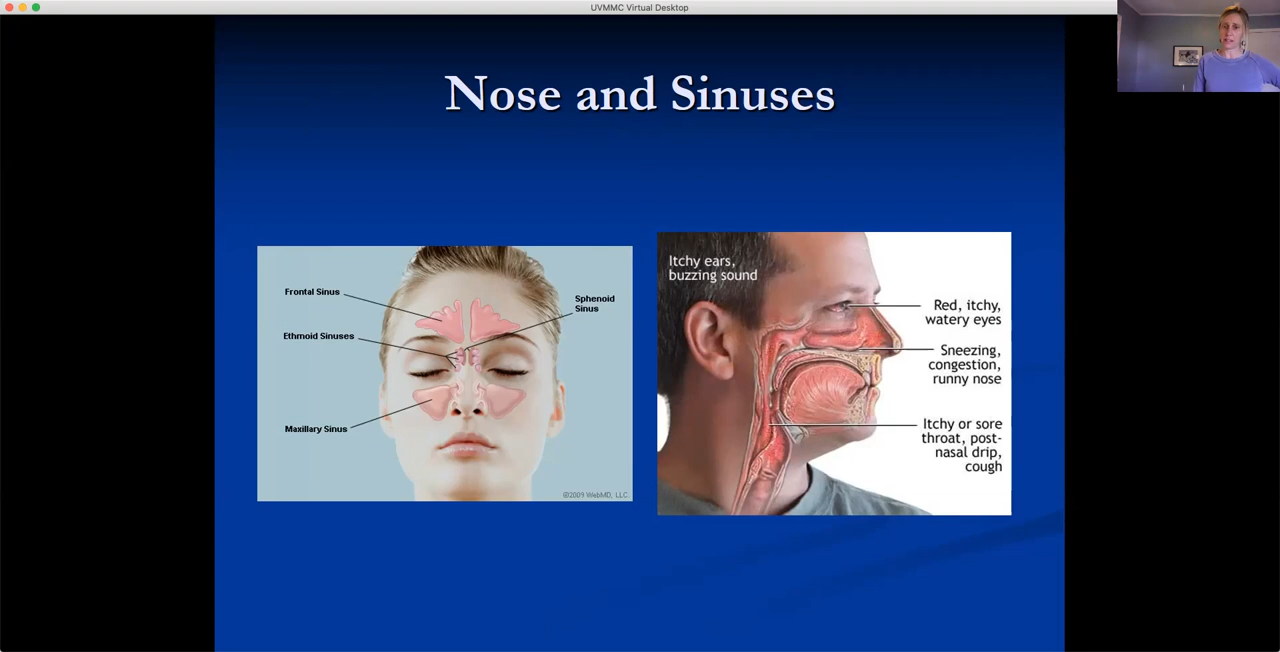 UVMMC Virtual Desktop
Nose and Sinuses
Frontal Sinus
Sphenoid
Sinus
Ethmoid Sinuses
Maxillary Sinus
©2009 WebMD, LLC.
Itchy ears,
buzzing sound
Red, itchy,
watery eyes
Sneezing,
congestion,
runny nose
Itchy or sore
throat, post-
nasal drip,
cough